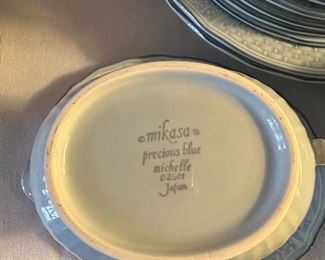 © mikasa ®
precious blue
michelle
D2501
Japan